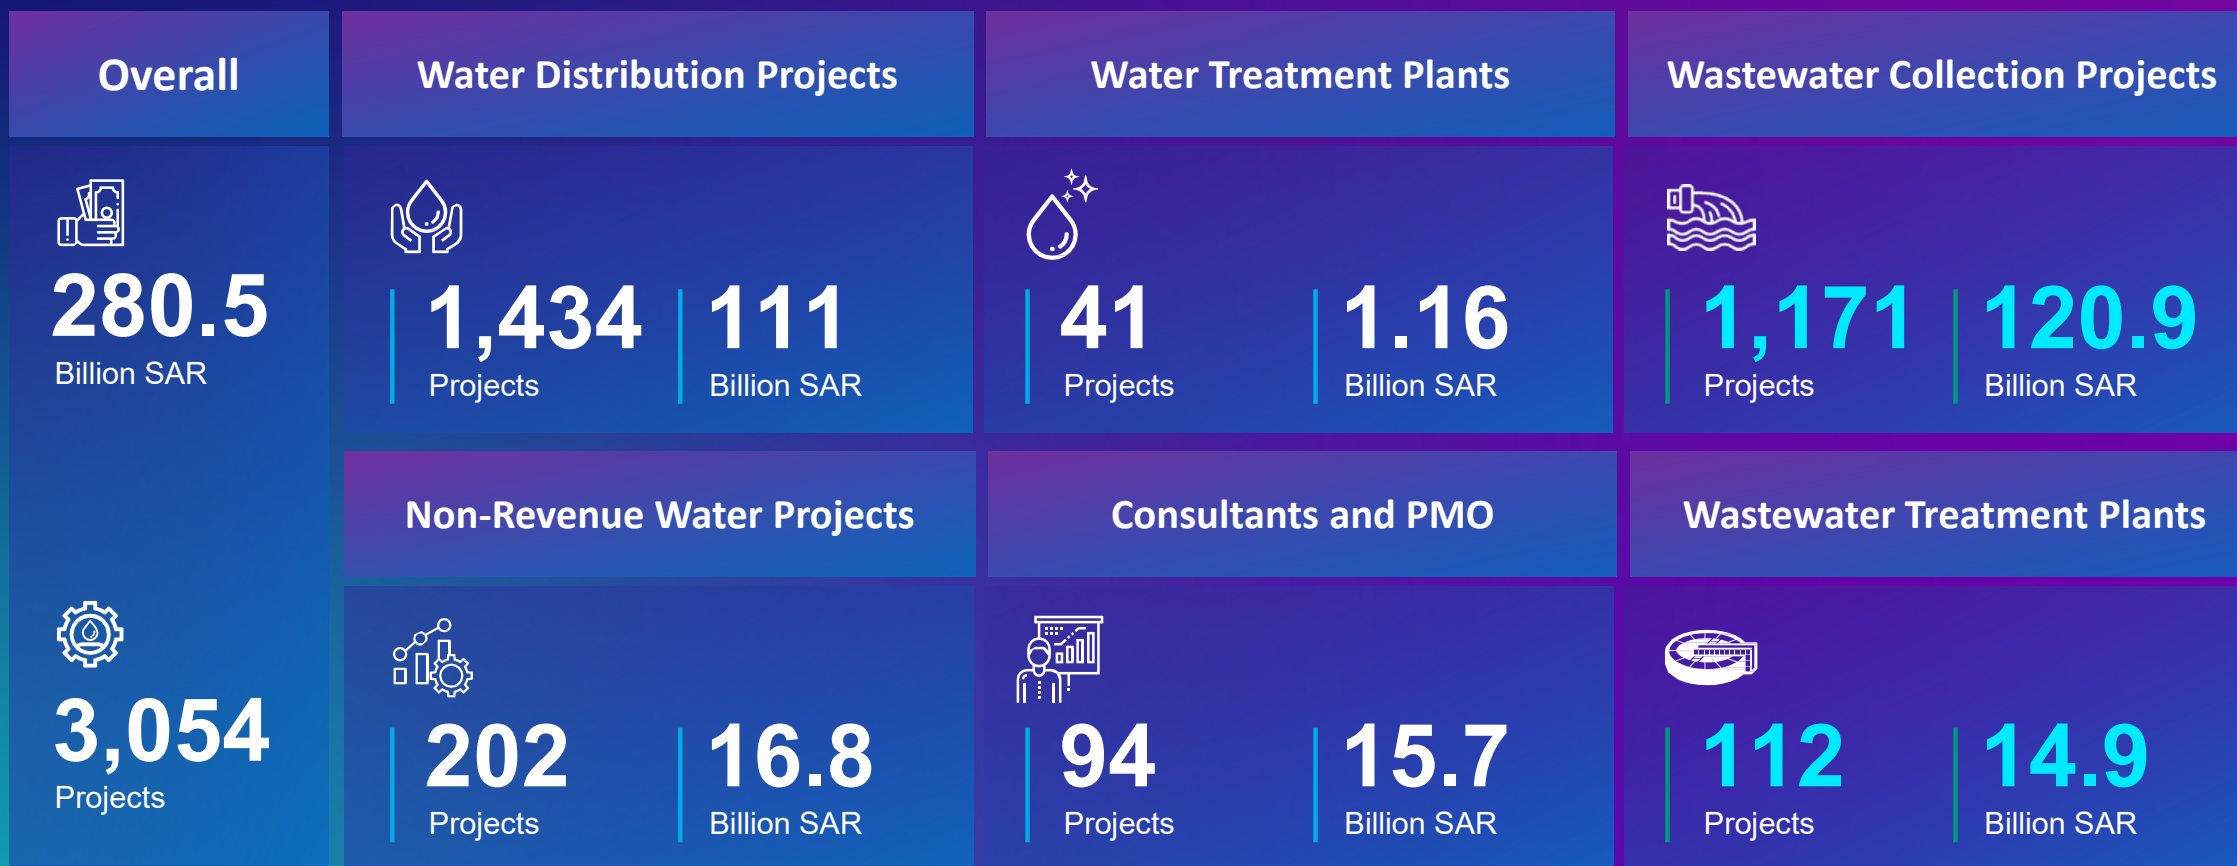 Overall
280.5
Billion SAR
3,054
Projects
Water Distribution Projects
1,434
Projects
111
Billion SAR
Water Treatment Plants
41
Projects
1.16
Billion SAR
Wastewater Collection Projects
1,171
Projects
120.9
Billion SAR
Non-Revenue Water Projects
202
Projects
16.8
Billion SAR
Consultants and PMO
94
Projects
15.7
Billion SAR
Wastewater Treatment Plants
112
Projects
14.9
Billion SAR